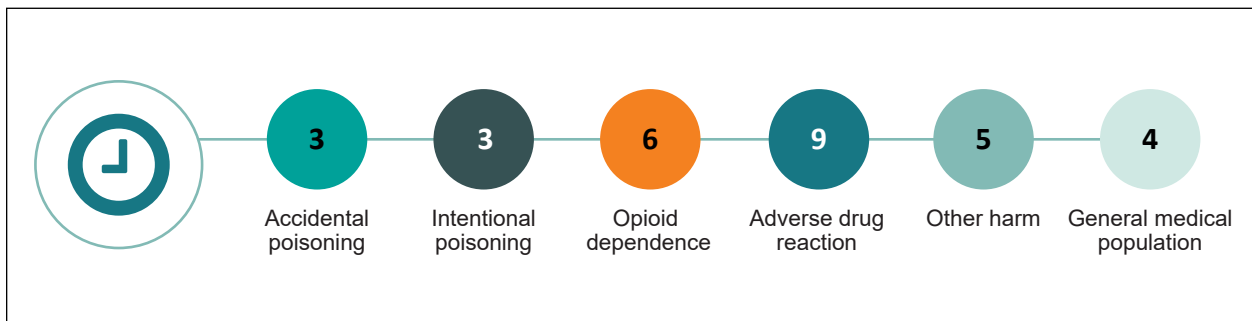 3
3
6
9
5
4
Accidental
poisoning
Intentional
poisoning
Opioid
dependence
Adverse drug
reaction
Other harm
General medical
population